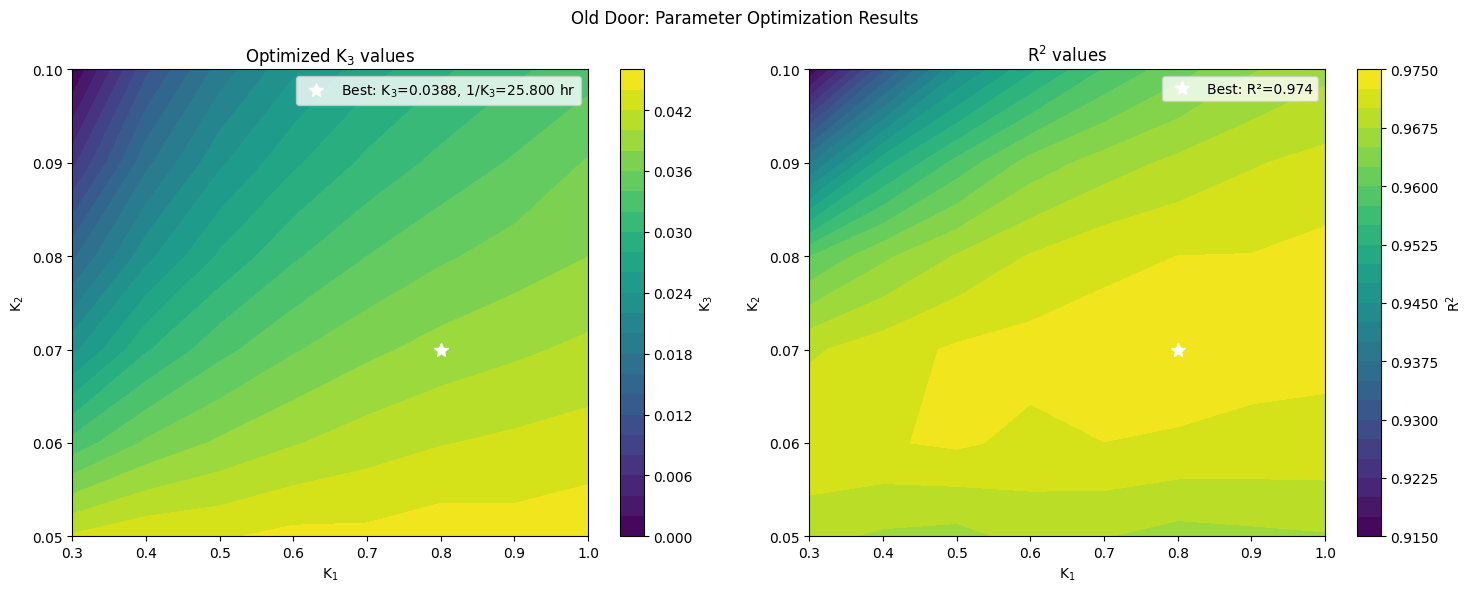 Old Door: Parameter Optimization Results
Optimized K₃ values
Best: K₃=0.0388, 1/K₃=25.800 hr
0.10
0.09
0.08
0.07
0.06
0.05
K₂
0.3 0.4 0.5 0.6 0.7 0.8 0.9 1.0
K₁
0.042
0.036
0.030
0.024
0.018
0.012
0.006
0.000
K₃
R² values
Best: R²=0.974
0.10
0.09
0.08
0.07
0.06
0.05
K₂
0.3 0.4 0.5 0.6 0.7 0.8 0.9 1.0
K₁
0.9750
0.9675
0.9600
0.9525
0.9450
0.9375
0.9300
0.9225
0.9150
R²